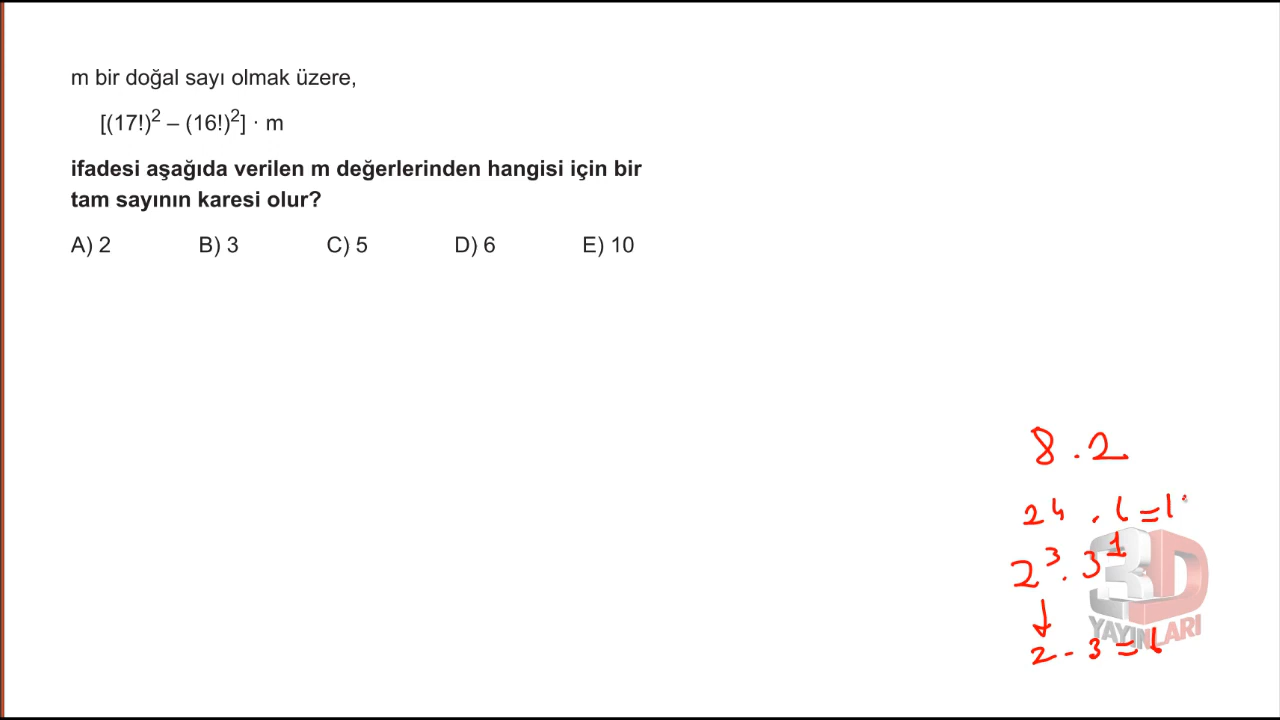 m bir doğal sayı olmak üzere,
[(17!)² – (16!)²] · m
ifadesi aşağıda verilen m değerlerinden hangisi için bir
tam sayının karesi olur?
A) 2 B) 3 C) 5 D) 6 E) 10
8 . 2
24 . 6 = 1
2³ . 3¹
↓
2 - 3 = 6
3D
YAYINLARI